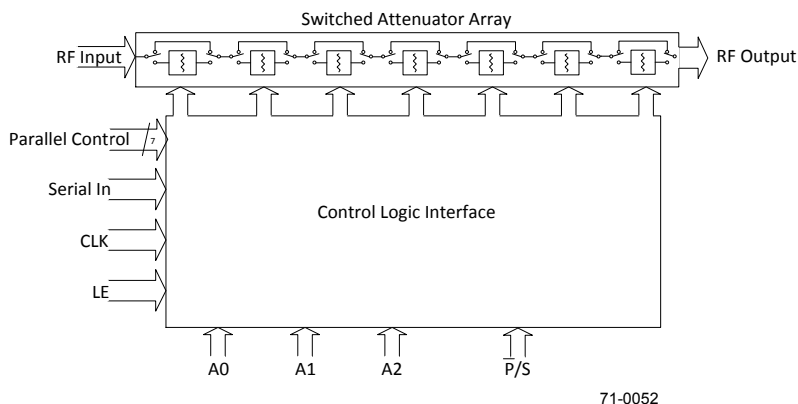 Switched Attenuator Array
RF Input
RF Output
Parallel Control
7
Serial In
Control Logic Interface
CLK
LE
A0
A1
A2
P̅/S
71-0052